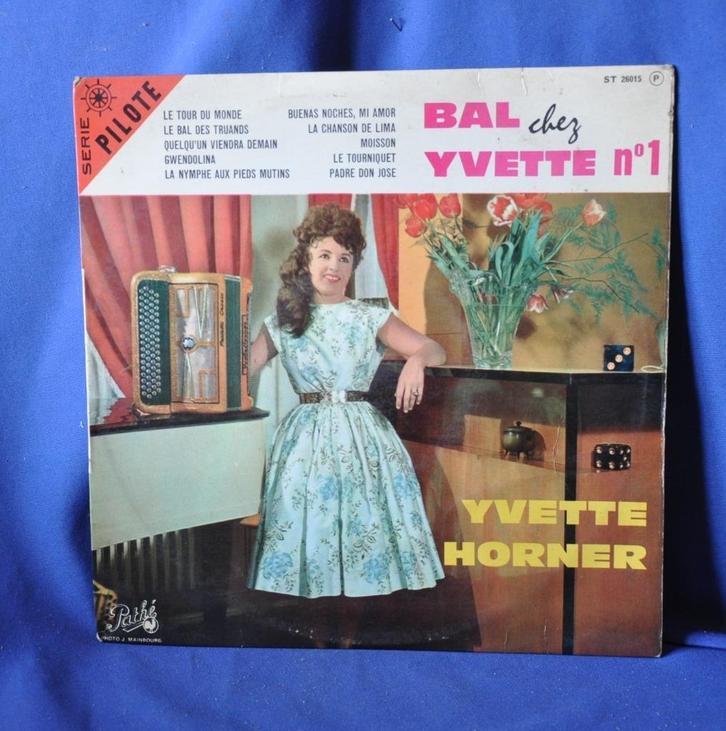 SERIE
PILOTE
LE TOUR DU MONDE
LE BAL DES TRUANDS
QUELQU'UN VIENDRA DEMAIN
GWENDOLINA
LA NYMPHE AUX PIEDS MUTINS
BUENAS NOCHES, MI AMOR
LA CHANSON DE LIMA
MOISSON
LE TOURNIQUET
PADRE DON JOSE
ST 26015 P
BAL chez
YVETTE nº1
YVETTE
HORNER
Pathé
PHOTO J. MAINBOURG